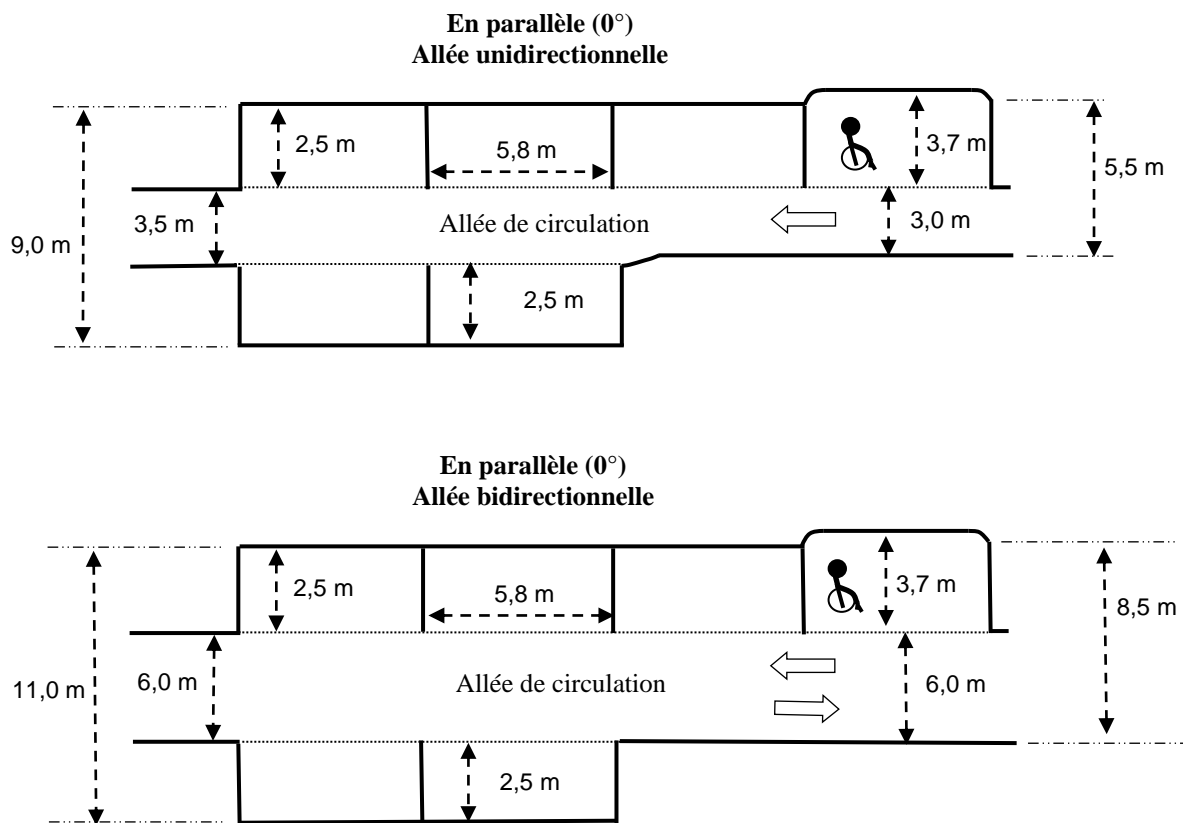 En parallèle (0°)
Allée unidirectionnelle
2,5 m
5,8 m
3,7 m
5,5 m
3,5 m
Allée de circulation
3,0 m
9,0 m
2,5 m
En parallèle (0°)
Allée bidirectionnelle
2,5 m
5,8 m
3,7 m
8,5 m
11,0 m
6,0 m
Allée de circulation
6,0 m
2,5 m